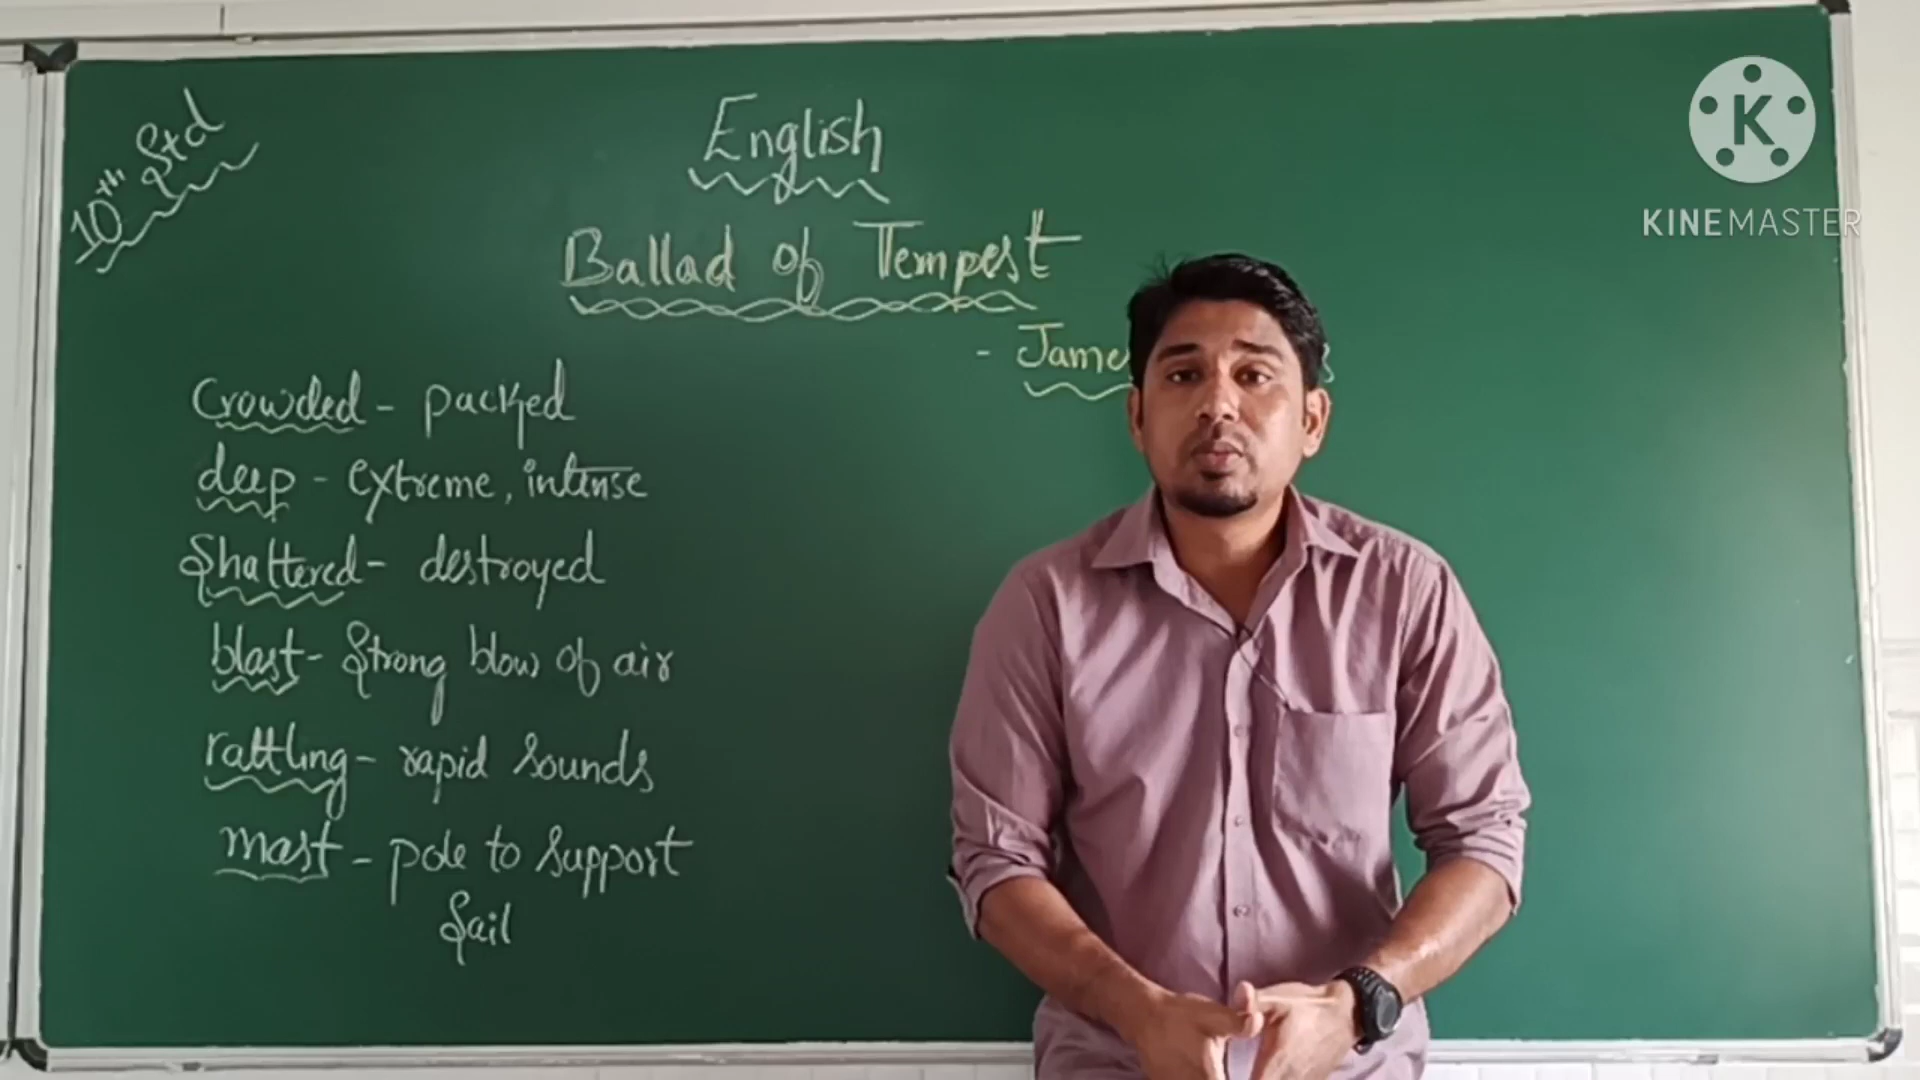 10th Std
English
Ballad of Tempest
- James
Crowded - packed
deep - extreme, intense
Shattered - destroyed
blast - Strong blow of air
rattling - rapid sounds
mast - pole to support
Sail
K
KINEMASTER